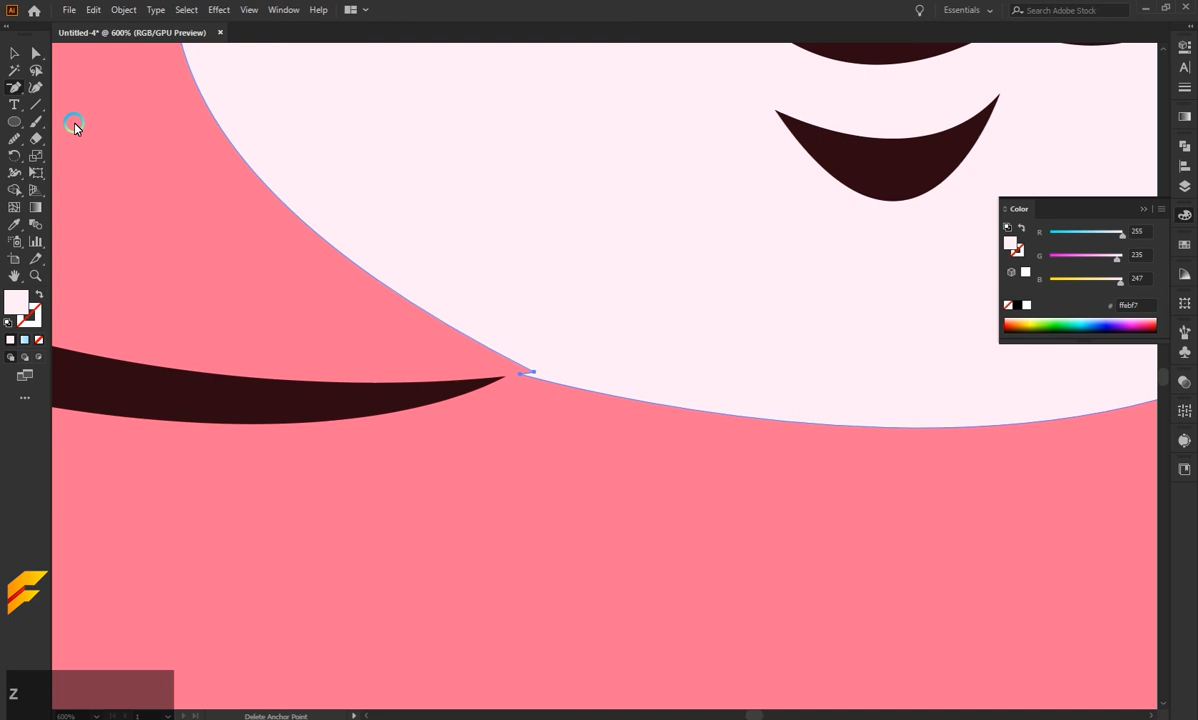 Ai File Edit Object Type Select Effect View Window Help Essentials Search Adobe Stock
Untitled-4* @ 600% (RGB/GPU Preview) ×
Color
R 255
G 235
B 247
# ffebf7
Z
600% 1 Delete Anchor Point